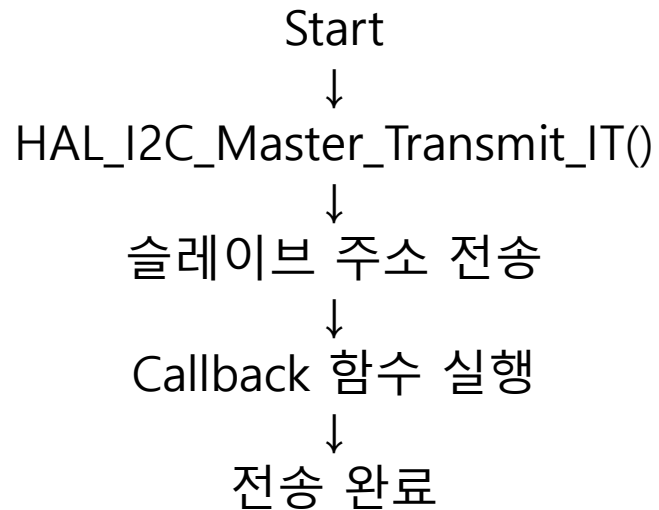 Start
↓
HAL_I2C_Master_Transmit_IT()
↓
슬레이브 주소 전송
↓
Callback 함수 실행
↓
전송 완료